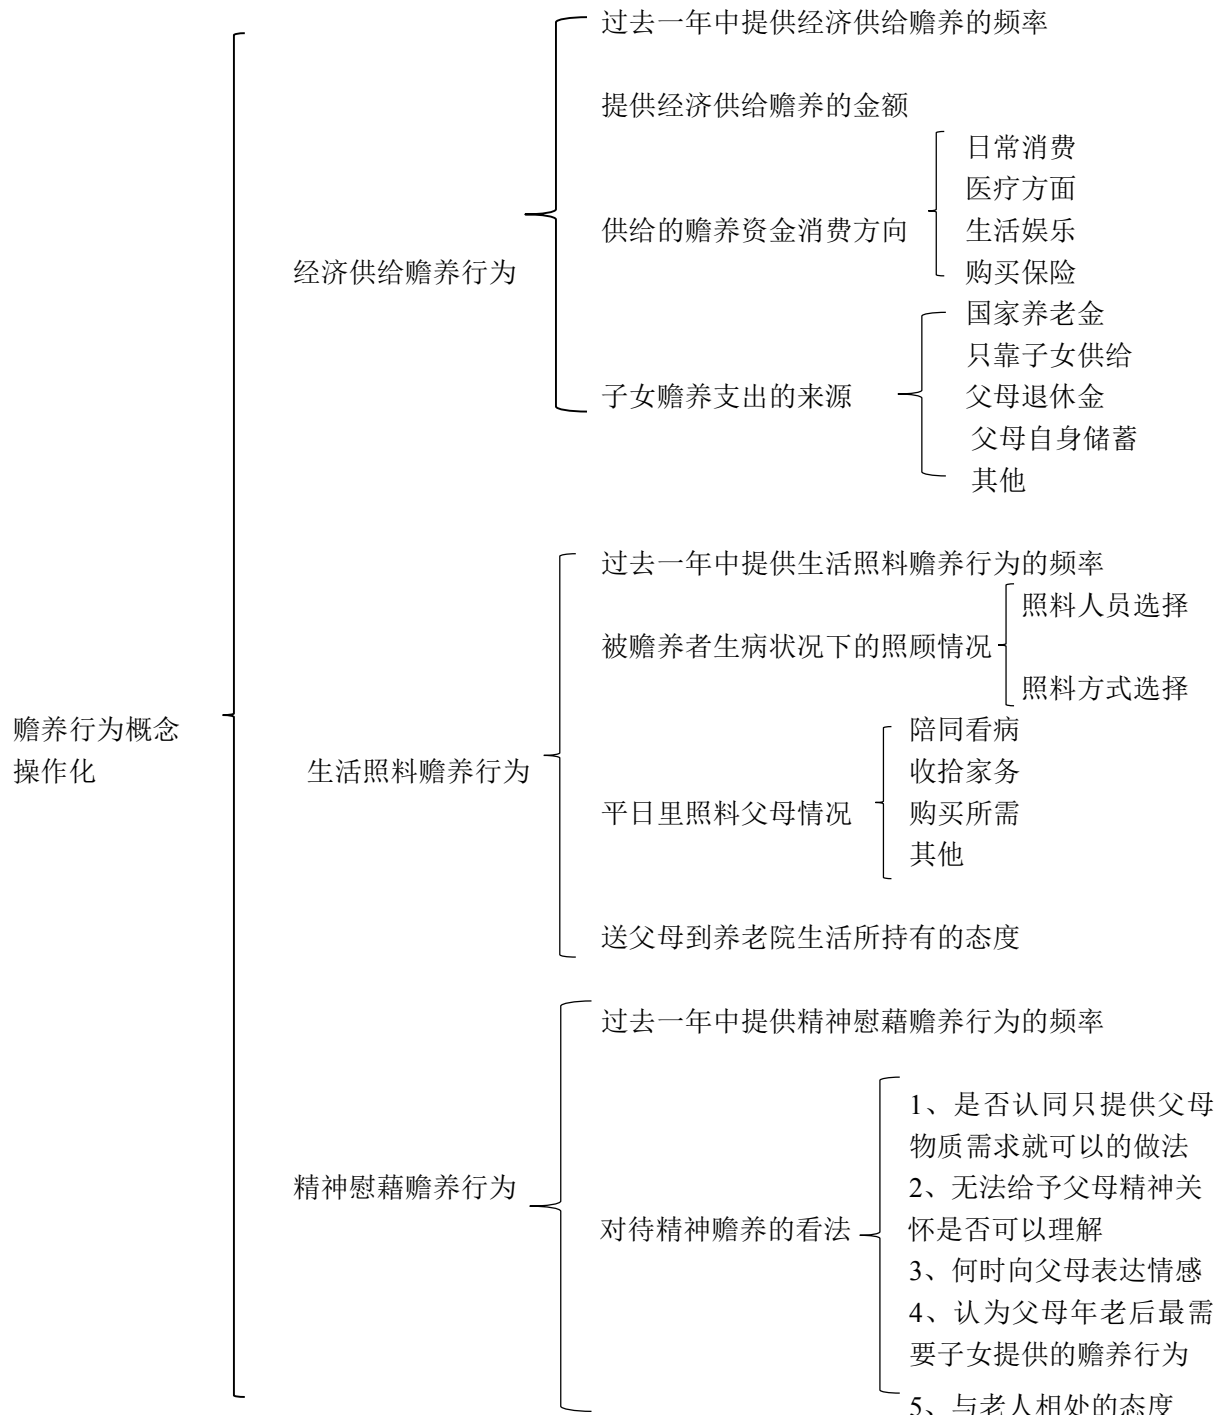 过去一年中提供经济供给赡养的频率
提供经济供给赡养的金额
日常消费
医疗方面
供给的赡养资金消费方向
生活娱乐
购买保险
经济供给赡养行为
国家养老金
只靠子女供给
子女赡养支出的来源
父母退休金
父母自身储蓄
其他
过去一年中提供生活照料赡养行为的频率
照料人员选择
被赡养者生病状况下的照顾情况
照料方式选择
赡养行为概念
操作化
生活照料赡养行为
陪同看病
收拾家务
平日里照料父母情况
购买所需
其他
送父母到养老院生活所持有的态度
过去一年中提供精神慰藉赡养行为的频率
精神慰藉赡养行为
对待精神赡养的看法
1、是否认同只提供父母
物质需求就可以的做法
2、无法给予父母精神关
怀是否可以理解
3、何时向父母表达情感
4、认为父母年老后最需
要子女提供的赡养行为
5、与老人相处的态度